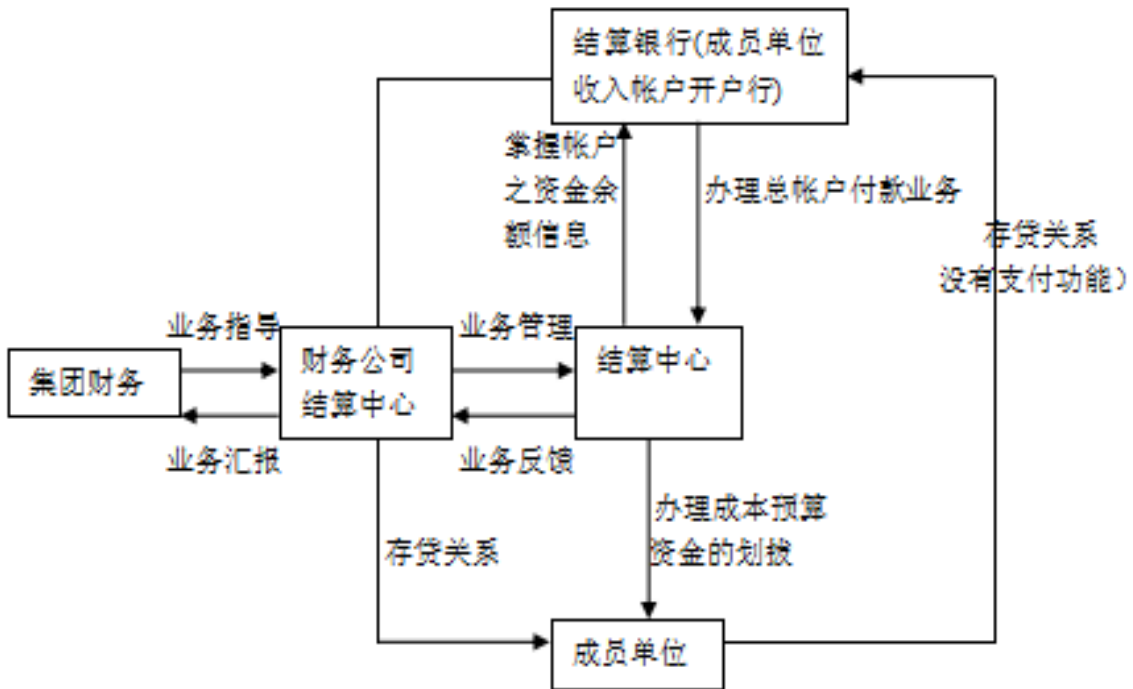 结算银行(成员单位
收入帐户开户行)
掌握帐户
之资金余
额信息
办理总帐户付款业务
存贷关系
没有支付功能）
业务指导
业务管理
集团财务
财务公司
结算中心
结算中心
业务汇报
业务反馈
办理成本预算
资金的划拨
存贷关系
成员单位